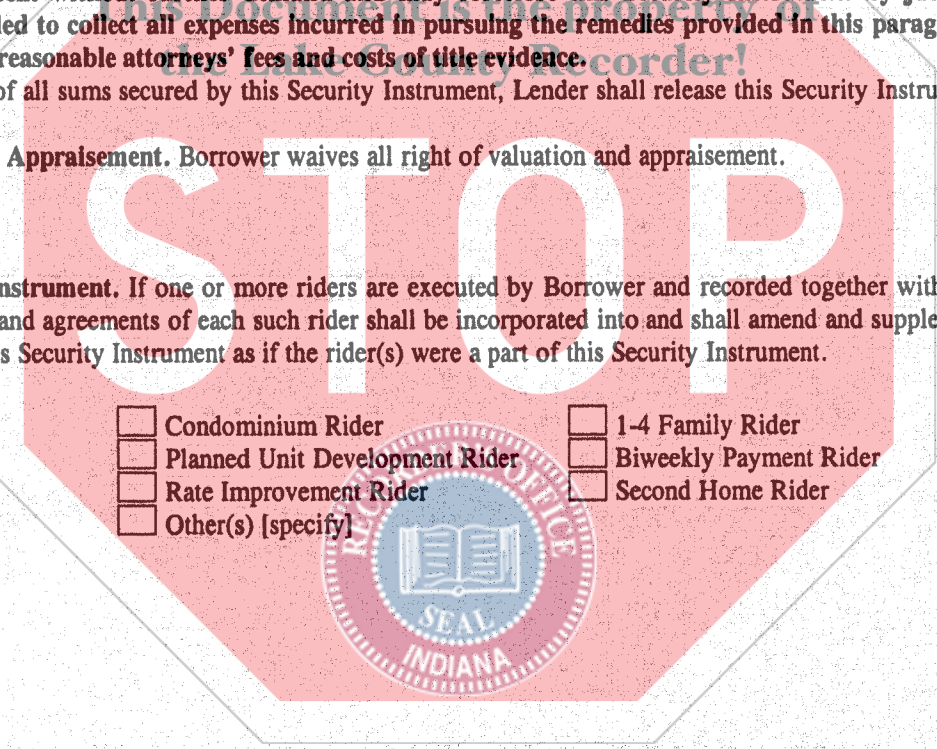 This Document is the property of
the Lake County Recorder!
led to collect all expenses incurred in pursuing the remedies provided in this parag
reasonable attorneys' fees and costs of title evidence.
of all sums secured by this Security Instrument, Lender shall release this Security Instru
Appraisement. Borrower waives all right of valuation and appraisement.
STOP
nstrument. If one or more riders are executed by Borrower and recorded together with
and agreements of each such rider shall be incorporated into and shall amend and supple
s Security Instrument as if the rider(s) were a part of this Security Instrument.
Condominium Rider 1-4 Family Rider
Planned Unit Development Rider Biweekly Payment Rider
Rate Improvement Rider Second Home Rider
Other(s) [specify]
OFFICE
SEAL
INDIANA